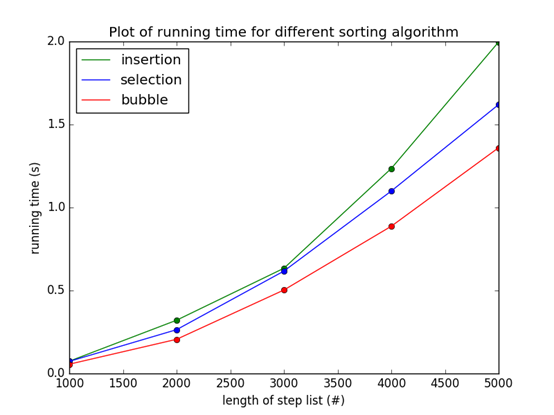 Plot of running time for different sorting algorithm
2.0
insertion
selection
bubble
1.5
running time (s)
1.0
0.5
0.0
1000 1500 2000 2500 3000 3500 4000 4500 5000
length of step list (#)